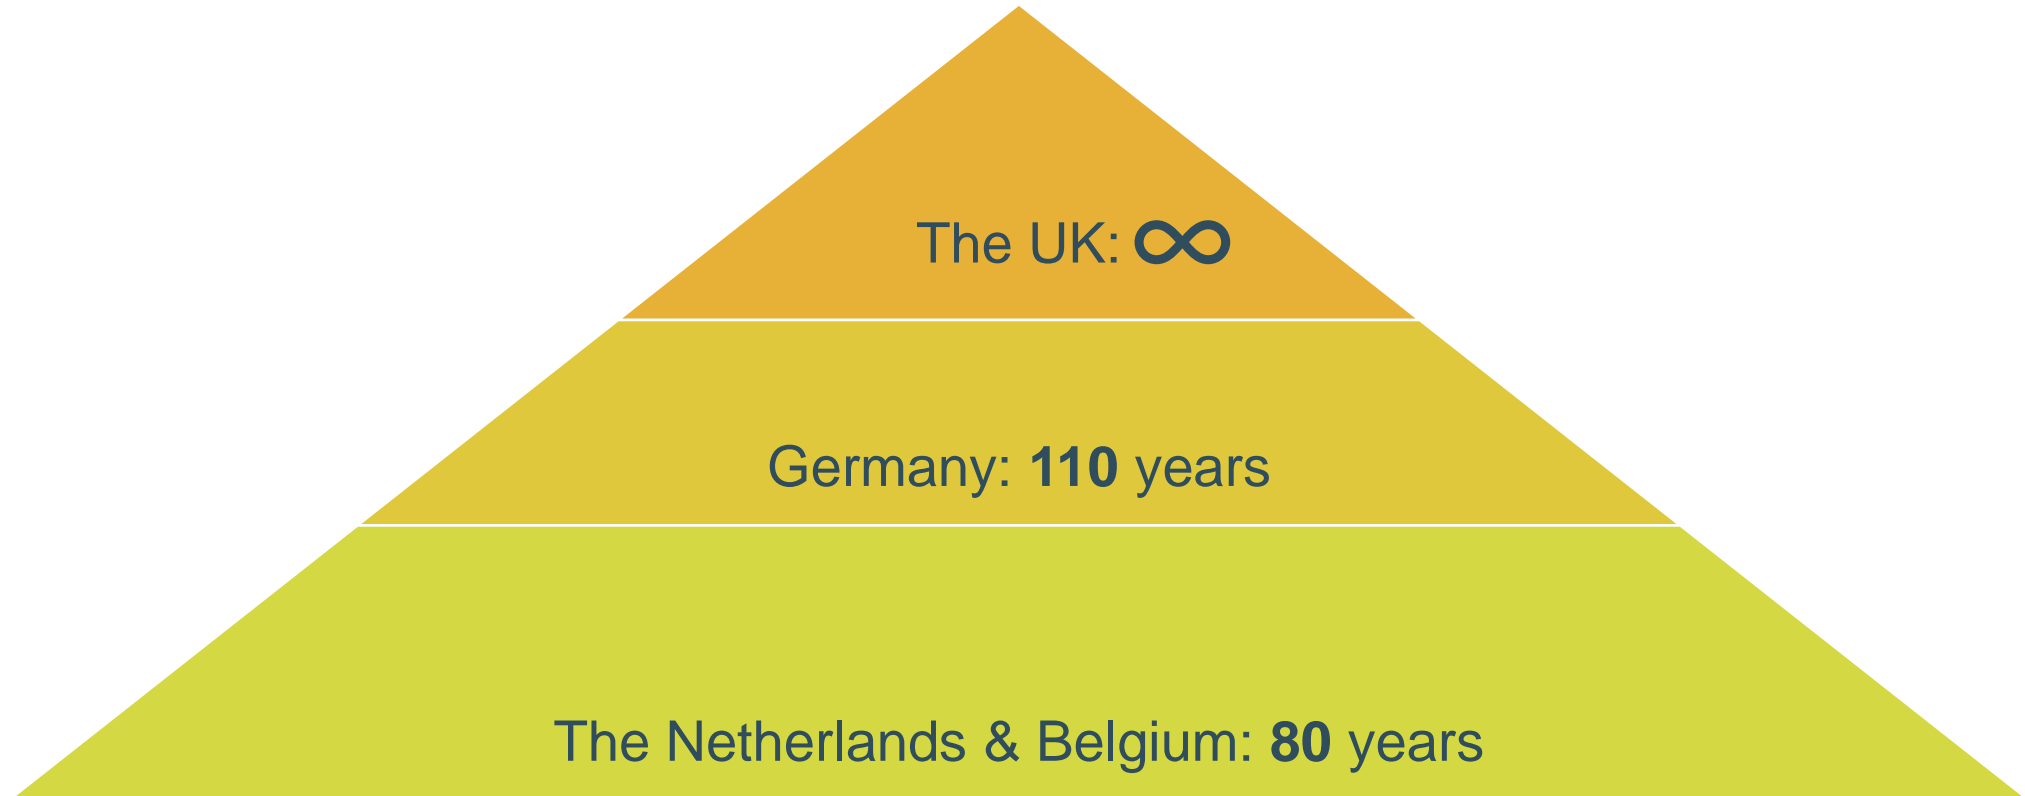 The UK: ∞
Germany: 110 years
The Netherlands & Belgium: 80 years